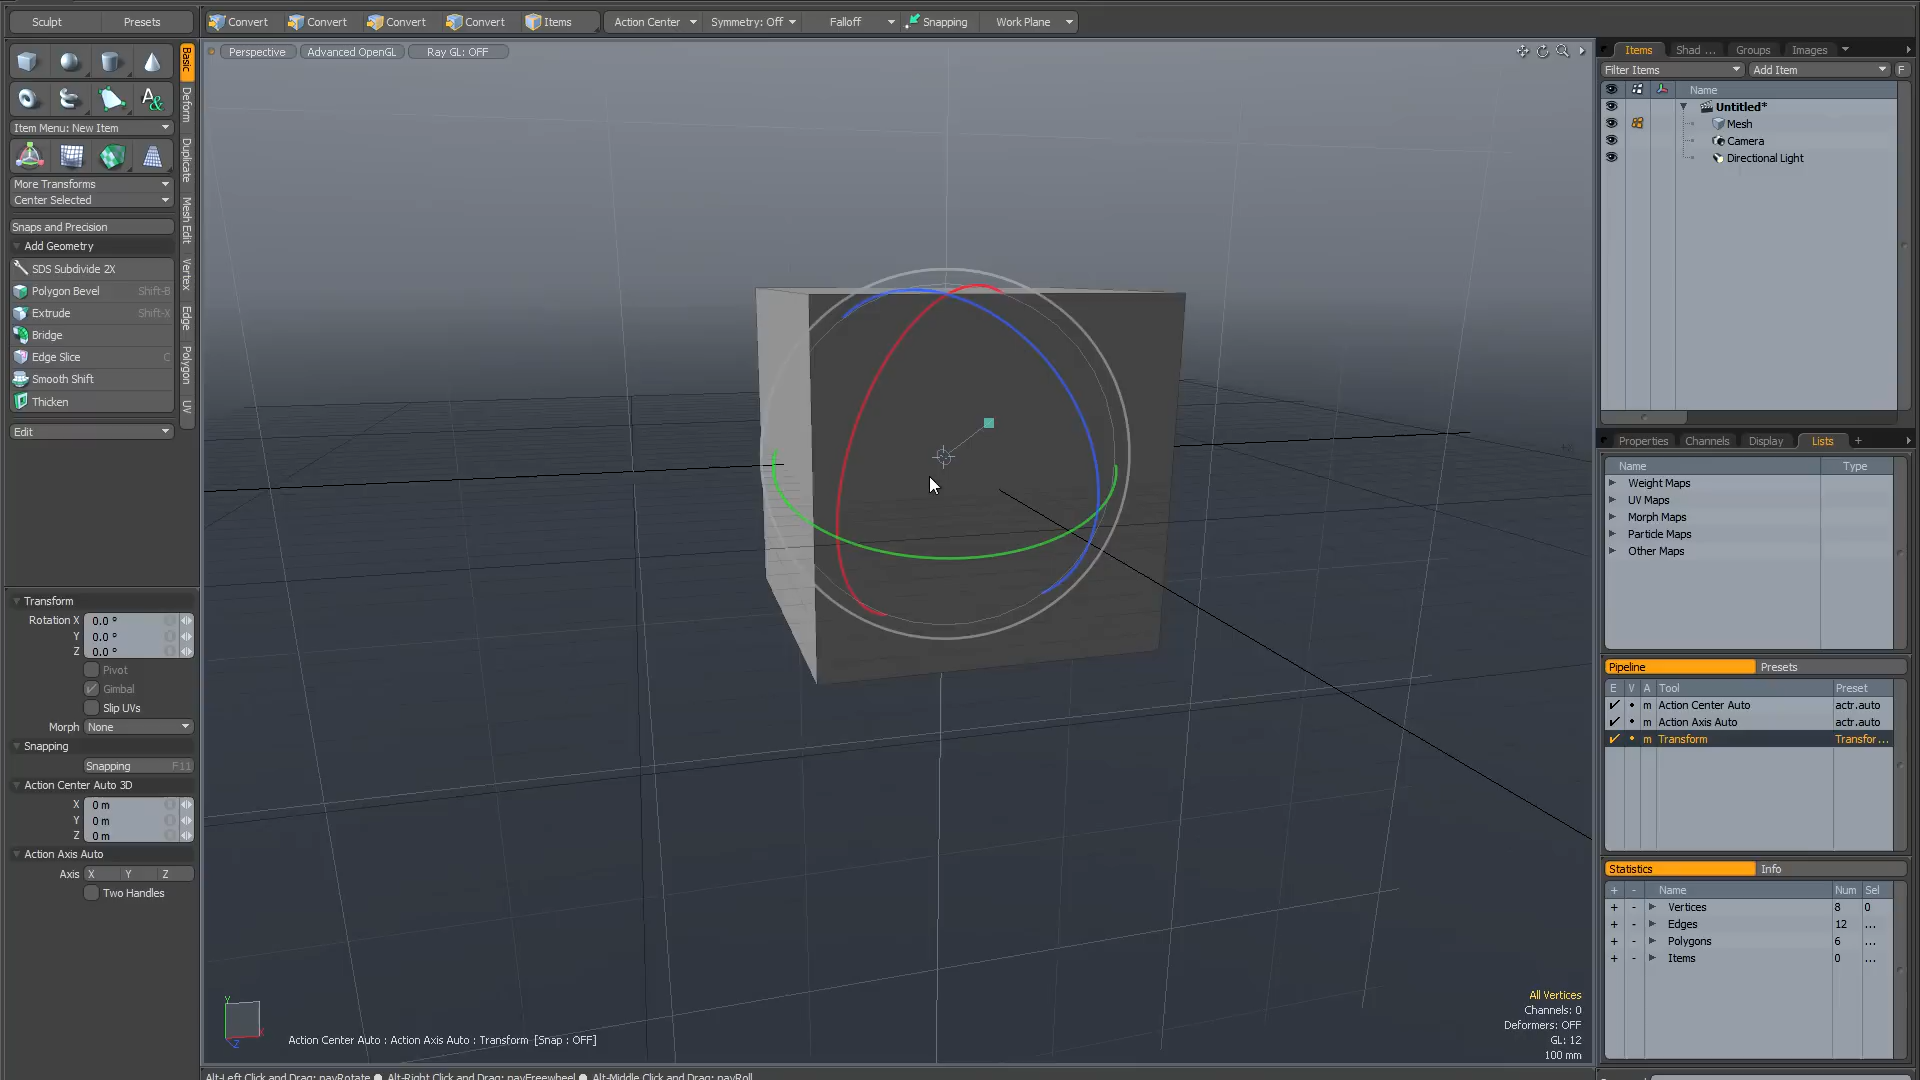 Sculpt Presets
Convert Convert Convert Convert Items Action Center Symmetry: Off Falloff Snapping Work Plane
Perspective Advanced OpenGL Ray GL: OFF
Basic
Deform
Duplicate
Mesh Edit
Vertex
Edge
Polygon
UV
Item Menu: New Item
More Transforms
Center Selected
Snaps and Precision
Add Geometry
SDS Subdivide 2X
Polygon Bevel Shift-B
Extrude Shift-X
Bridge
Edge Slice C
Smooth Shift
Thicken
Edit
Transform
Rotation X 0.0 °
Y 0.0 °
Z 0.0 °
Pivot
Gimbal
Slip UVs
Morph None
Snapping
Snapping F11
Action Center Auto 3D
X 0 m
Y 0 m
Z 0 m
Action Axis Auto
Axis X Y Z
Two Handles
Y
X
Z
Action Center Auto : Action Axis Auto : Transform [Snap : OFF]
All Vertices
Channels: 0
Deformers: OFF
GL: 12
100 mm
Alt-Left Click and Drag: navRotate ● Alt-Right Click and Drag: navFreewheel ● Alt-Middle Click and Drag: navRoll
Items Shad ... Groups Images
Filter Items Add Item F
Name
Untitled*
Mesh
Camera
Directional Light
Properties Channels Display Lists +
Name Type
Weight Maps
UV Maps
Morph Maps
Particle Maps
Other Maps
Pipeline Presets
E V A Tool Preset
m Action Center Auto actr.auto
m Action Axis Auto actr.auto
m Transform Transfor ...
Statistics Info
+ - Name Num Sel
+ - Vertices 8 0
+ - Edges 12 ...
+ - Polygons 6 ...
+ - Items 0 ...